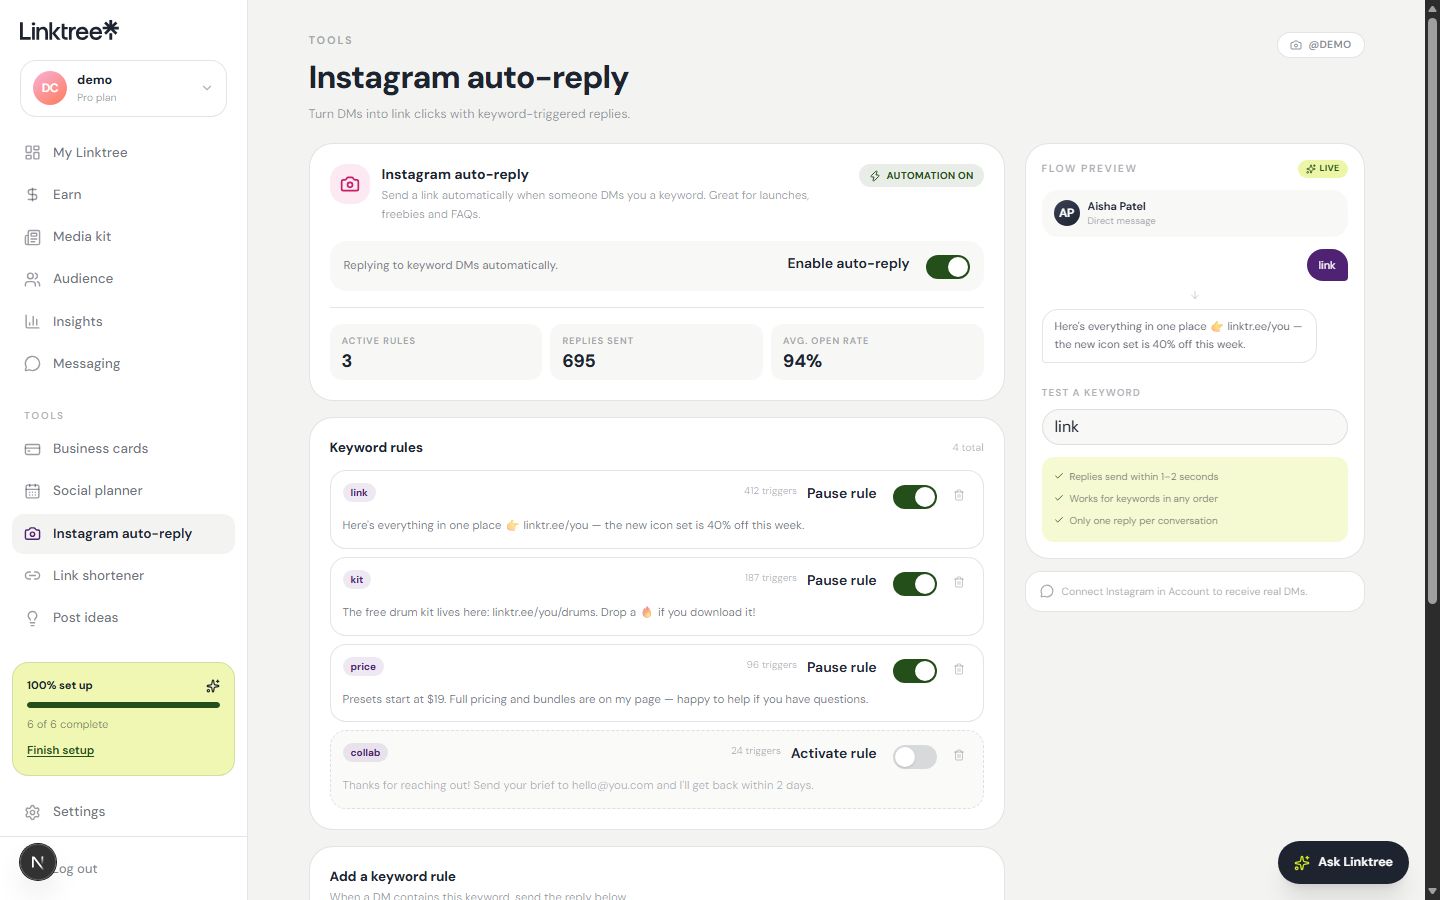 Linktree
DC
demo
Pro plan
My Linktree
Earn
Media kit
Audience
Insights
Messaging
TOOLS
Business cards
Social planner
Instagram auto-reply
Link shortener
Post ideas
100% set up
6 of 6 complete
Finish setup
Settings
N
Log out
TOOLS
@DEMO
Instagram auto-reply
Turn DMs into link clicks with keyword-triggered replies.
Instagram auto-reply
AUTOMATION ON
Send a link automatically when someone DMs you a keyword. Great for launches,
freebies and FAQs.
Replying to keyword DMs automatically.
Enable auto-reply
ACTIVE RULES
3
REPLIES SENT
695
AVG. OPEN RATE
94%
Keyword rules
4 total
link
412 triggers
Pause rule
Here's everything in one place 👉 linktr.ee/you — the new icon set is 40% off this week.
kit
187 triggers
Pause rule
The free drum kit lives here: linktr.ee/you/drums. Drop a 🔥 if you download it!
price
96 triggers
Pause rule
Presets start at $19. Full pricing and bundles are on my page — happy to help if you have questions.
collab
24 triggers
Activate rule
Thanks for reaching out! Send your brief to hello@you.com and I'll get back within 2 days.
Add a keyword rule
When a DM contains this keyword, send the reply below.
FLOW PREVIEW
LIVE
AP
Aisha Patel
Direct message
link
Here's everything in one place 👉 linktr.ee/you —
the new icon set is 40% off this week.
TEST A KEYWORD
link
Replies send within 1–2 seconds
Works for keywords in any order
Only one reply per conversation
Connect Instagram in Account to receive real DMs.
Ask Linktree